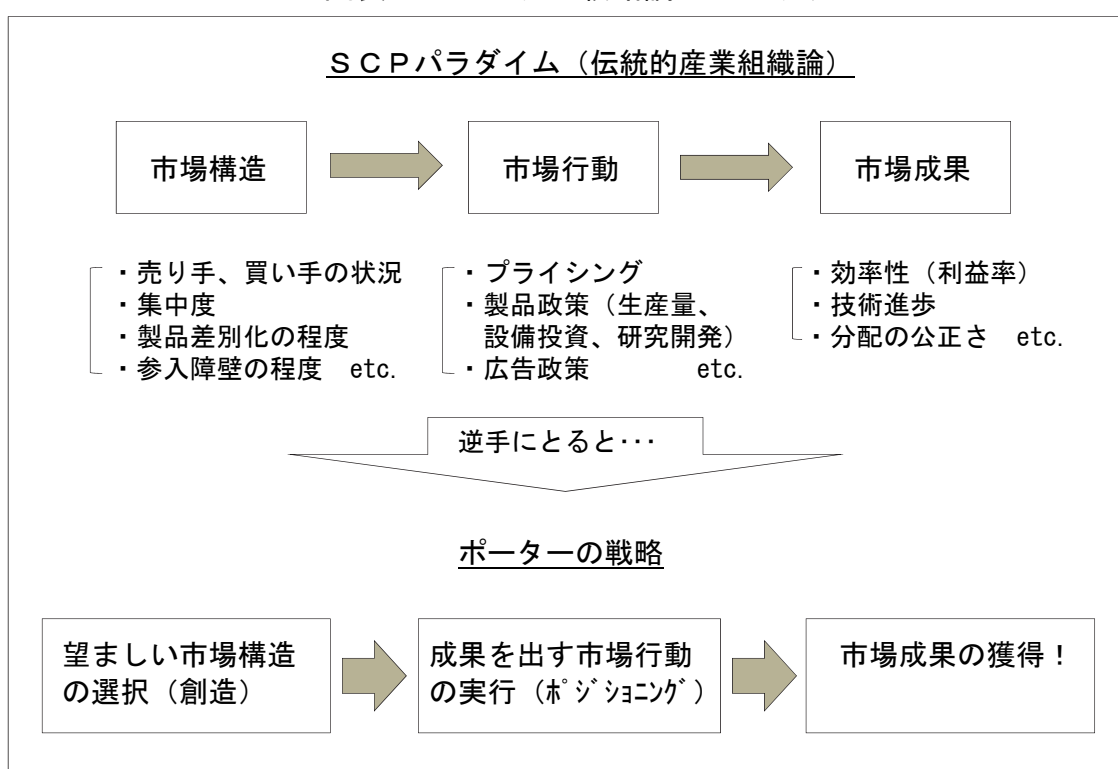 ＳＣＰパラダイム（伝統的産業組織論）
市場構造
市場行動
市場成果
・売り手、買い手の状況
・集中度
・製品差別化の程度
・参入障壁の程度　etc.
・プライシング
・製品政策（生産量、
設備投資、研究開発）
・広告政策　　　　etc.
・効率性（利益率）
・技術進歩
・分配の公正さ　etc.
逆手にとると･･･
ポーターの戦略
望ましい市場構造
の選択（創造）
成果を出す市場行動
の実行（ﾎﾟｼﾞｼｮﾆﾝｸﾞ）
市場成果の獲得！